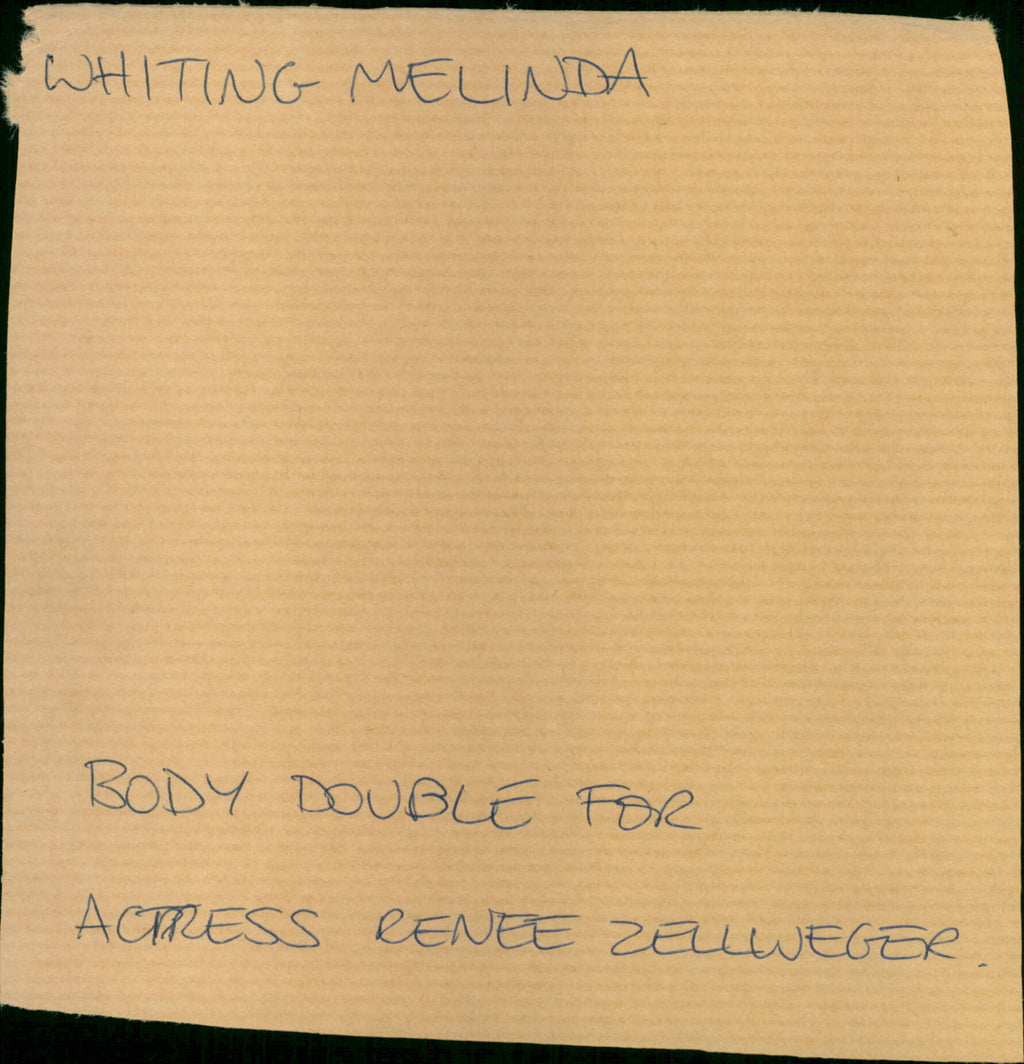 WHITING MELINDA
BODY DOUBLE FOR
ACTRESS RENEE ZELLWEGER.